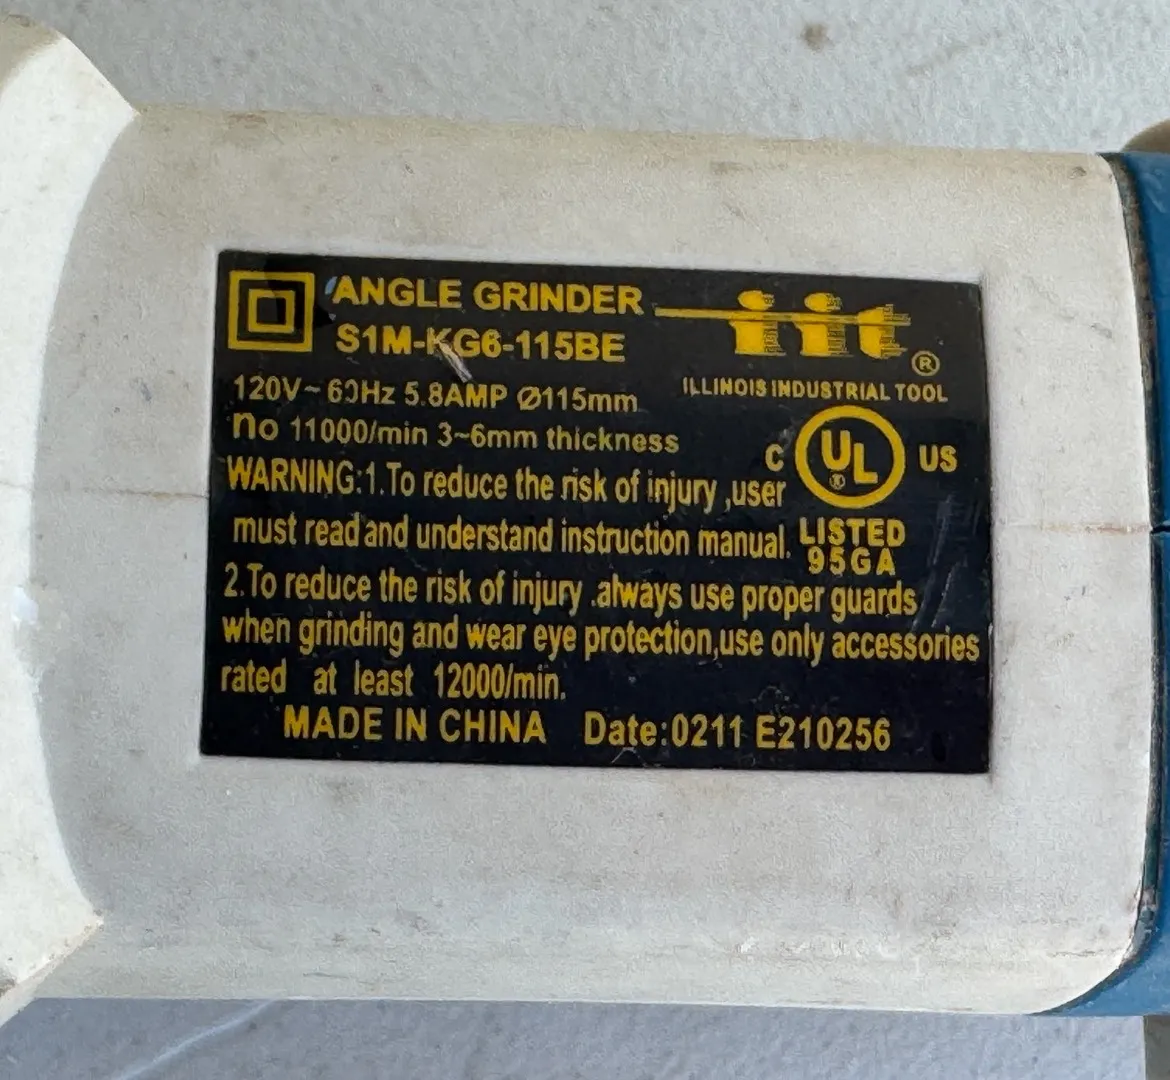 ANGLE GRINDER
S1M-KG6-115BE
iit ®
ILLINOIS INDUSTRIAL TOOL
120V~60Hz 5.8AMP Ø115mm
no 11000/min 3~6mm thickness
C UL ® US
LISTED
95GA
WARNING:1.To reduce the risk of injury ,user
must read and understand instruction manual.
2.To reduce the risk of injury .always use proper guards
when grinding and wear eye protection,use only accessories
rated at least 12000/min.
MADE IN CHINA Date:0211 E210256